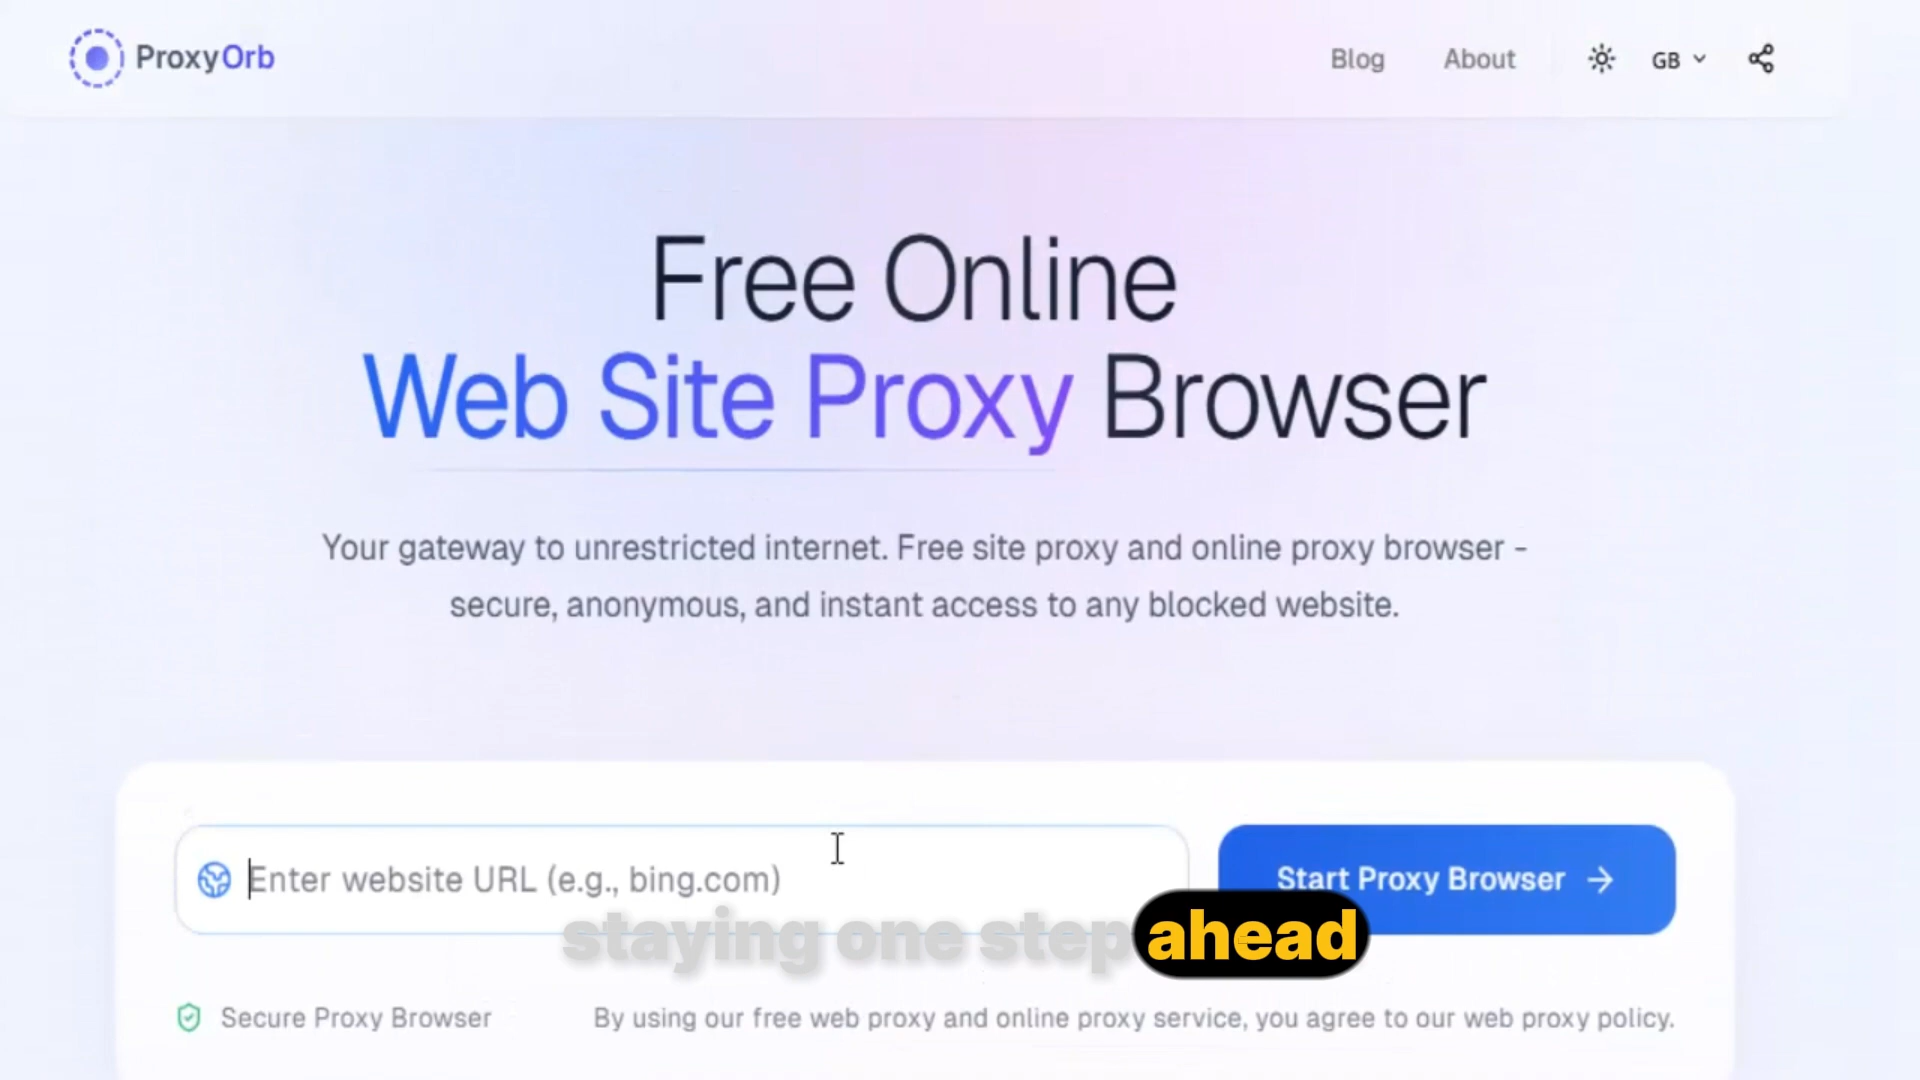 ProxyOrb
Blog
About
GB
Free Online
Web Site Proxy Browser
Your gateway to unrestricted internet. Free site proxy and online proxy browser -
secure, anonymous, and instant access to any blocked website.
Enter website URL (e.g., bing.com)
Start Proxy Browser
staying one step ahead
Secure Proxy Browser
By using our free web proxy and online proxy service, you agree to our web proxy policy.